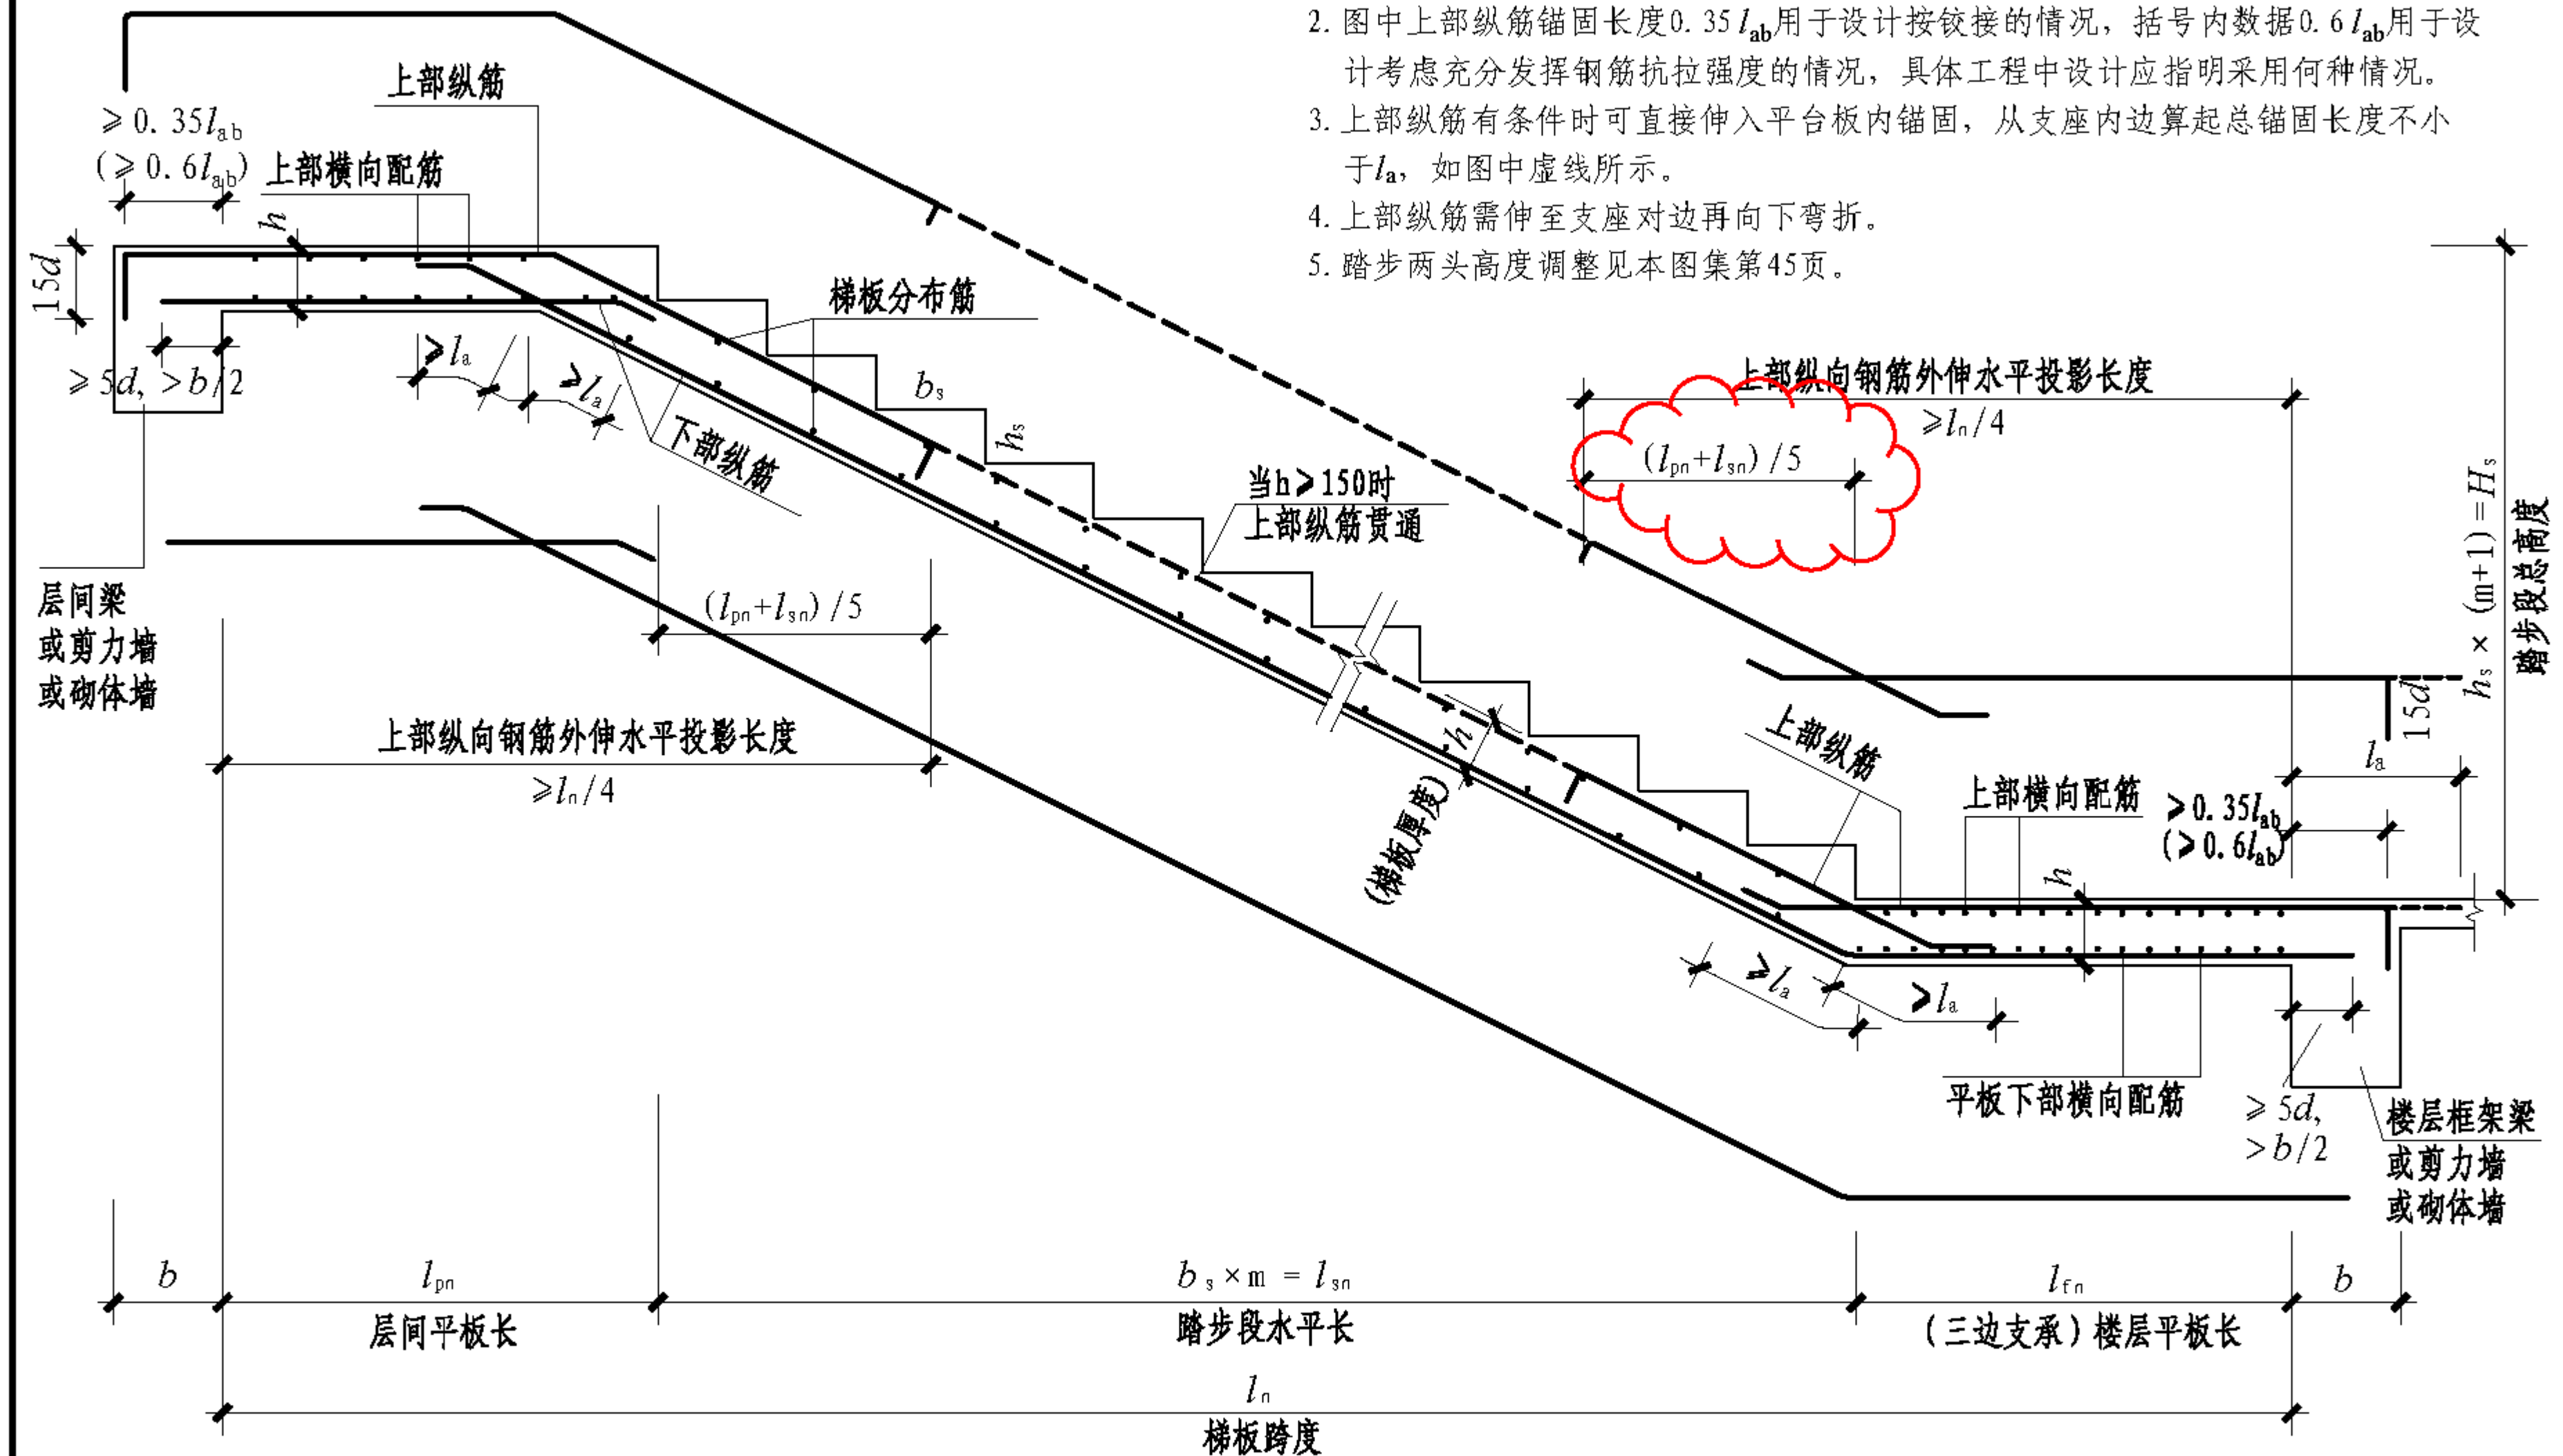 2. 图中上部纵筋锚固长度0.35lab用于设计按铰接的情况，括号内数据0.6lab用于设
计考虑充分发挥钢筋抗拉强度的情况，具体工程中设计应指明采用何种情况。
3. 上部纵筋有条件时可直接伸入平台板内锚固，从支座内边算起总锚固长度不小
于la，如图中虚线所示。
4. 上部纵筋需伸至支座对边再向下弯折。
5. 踏步两头高度调整见本图集第45页。
上部纵筋
≥0.35lab
(≥0.6lab)
上部横向配筋
h
15d
梯板分布筋
≥la
≥la
≥5d, >b/2
bs
hs
下部纵筋
上部纵向钢筋外伸水平投影长度
≥ln/4
(lpn+lsn)/5
当h≥150时
上部纵筋贯通
hs×(m+1)=Hs
踏步段总高度
层间梁
或剪力墙
或砌体墙
(lpn+lsn)/5
上部纵向钢筋外伸水平投影长度
≥ln/4
h
(梯板厚度)
上部纵筋
15d
la
上部横向配筋
≥0.35lab
(≥0.6lab)
h
≥la
≥la
平板下部横向配筋
≥5d,
>b/2
楼层框架梁
或剪力墙
或砌体墙
b
lpn
bs×m = lsn
lfn
b
层间平板长
踏步段水平长
(三边支承)楼层平板长
ln
梯板跨度